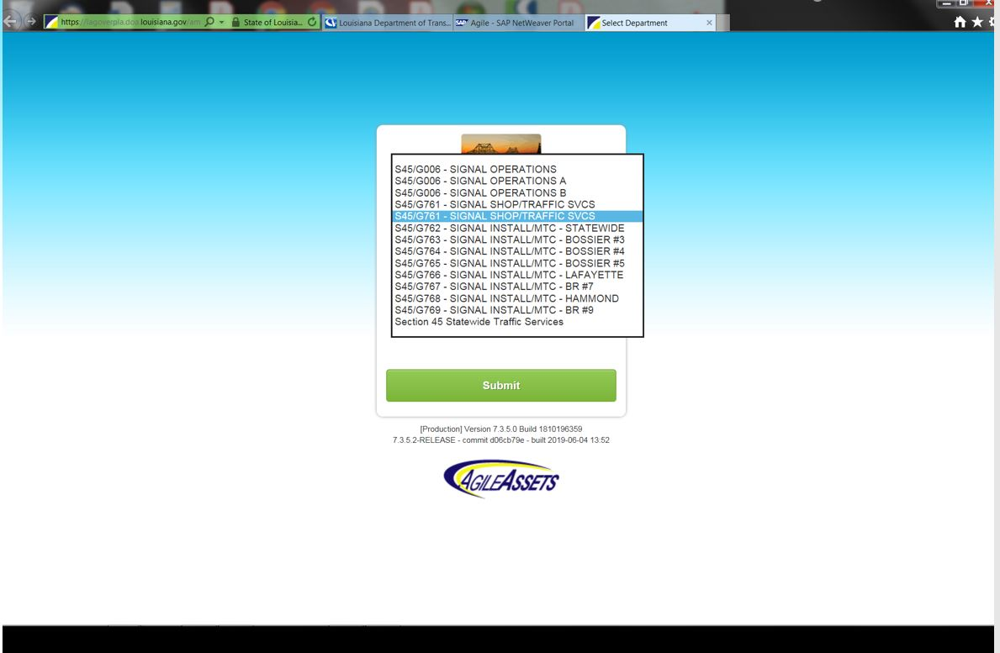 https://lagoverpla.doa.louisiana.gov/am
State of Louisia...
Louisiana Department of Trans...
SAP Agile - SAP NetWeaver Portal
Select Department
S45/G006 - SIGNAL OPERATIONS
S45/G006 - SIGNAL OPERATIONS A
S45/G006 - SIGNAL OPERATIONS B
S45/G761 - SIGNAL SHOP/TRAFFIC SVCS
S45/G761 - SIGNAL SHOP/TRAFFIC SVCS
S45/G762 - SIGNAL INSTALL/MTC - STATEWIDE
S45/G763 - SIGNAL INSTALL/MTC - BOSSIER #3
S45/G764 - SIGNAL INSTALL/MTC - BOSSIER #4
S45/G765 - SIGNAL INSTALL/MTC - BOSSIER #5
S45/G766 - SIGNAL INSTALL/MTC - LAFAYETTE
S45/G767 - SIGNAL INSTALL/MTC - BR #7
S45/G768 - SIGNAL INSTALL/MTC - HAMMOND
S45/G769 - SIGNAL INSTALL/MTC - BR #9
Section 45 Statewide Traffic Services
Submit
[Production] Version 7.3.5.0 Build 1810196359
7.3.5.2-RELEASE - commit d06cb79e - built 2019-06-04 13:52
AGILEASSETS